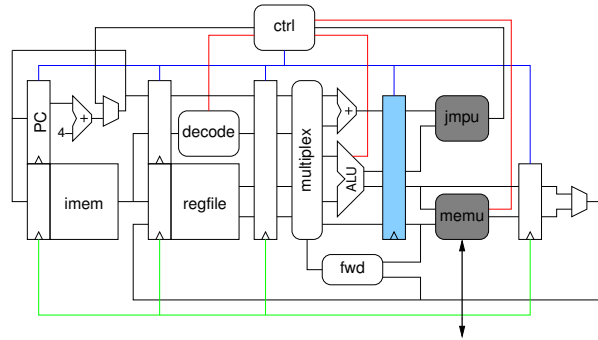 ctrl
PC
4
+
decode
multiplex
+
ALU
jmpu
imem
regfile
memu
fwd